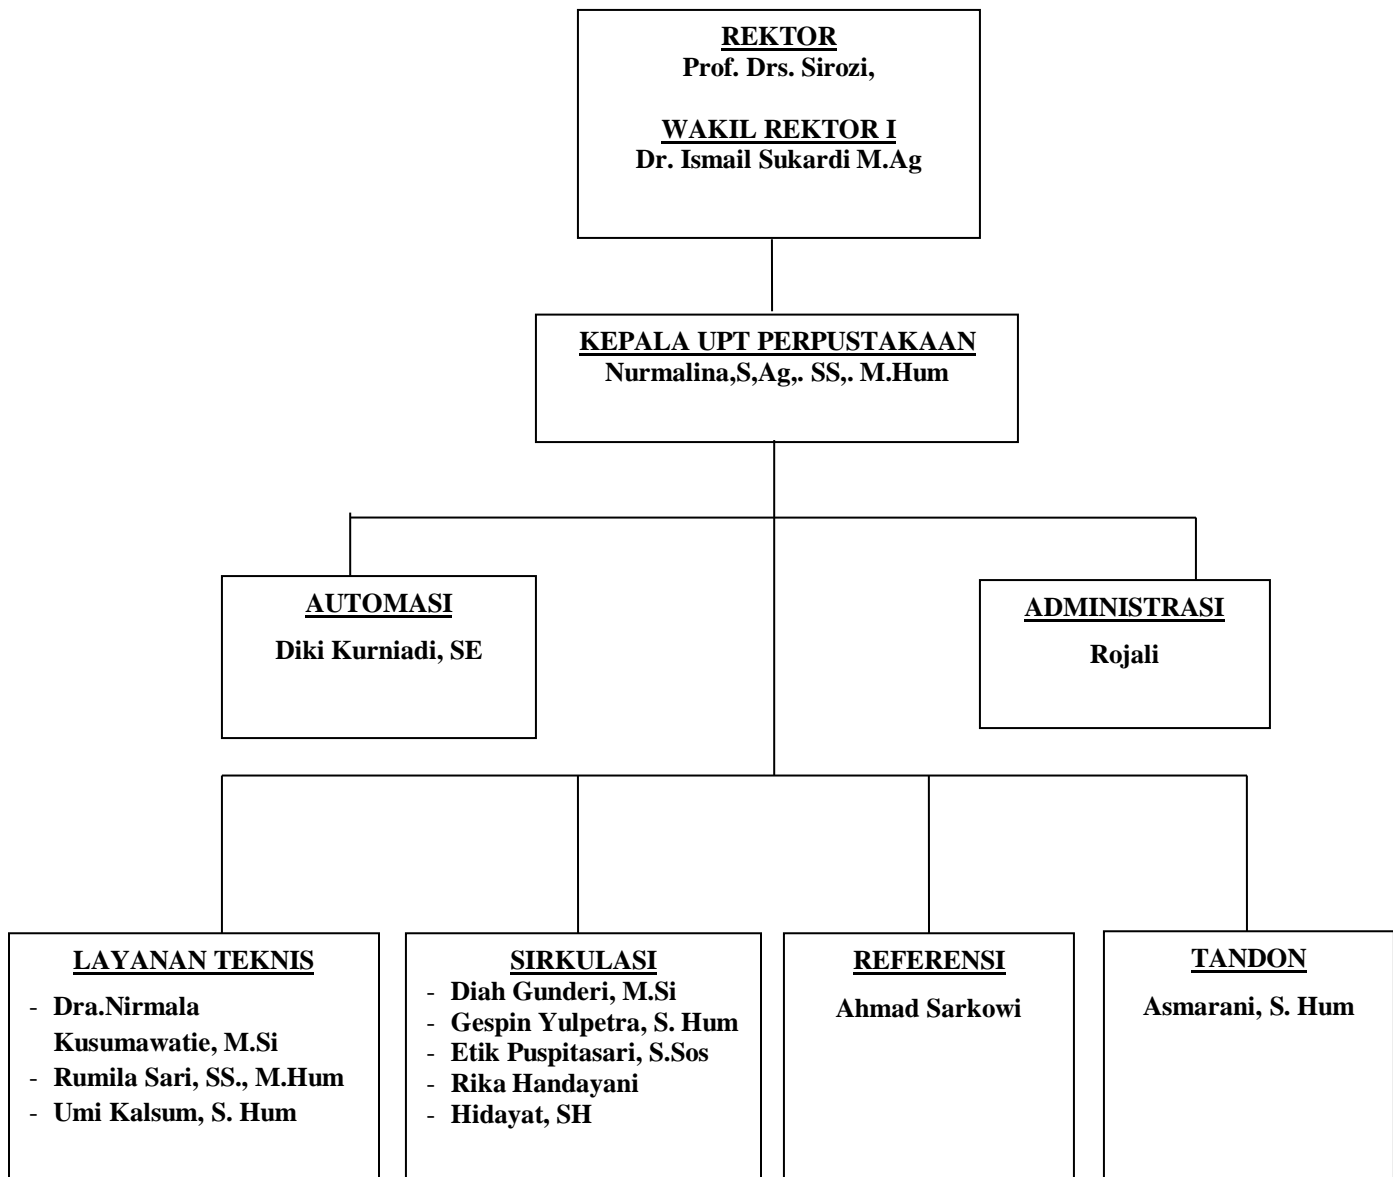 REKTOR
Prof. Drs. Sirozi,
WAKIL REKTOR I
Dr. Ismail Sukardi M.Ag
KEPALA UPT PERPUSTAKAAN
Nurmalina,S,Ag,. SS,. M.Hum
AUTOMASI
Diki Kurniadi, SE
ADMINISTRASI
Rojali
LAYANAN TEKNIS
- Dra.Nirmala
Kusumawatie, M.Si
- Rumila Sari, SS., M.Hum
- Umi Kalsum, S. Hum
SIRKULASI
- Diah Gunderi, M.Si
- Gespin Yulpetra, S. Hum
- Etik Puspitasari, S.Sos
- Rika Handayani
- Hidayat, SH
REFERENSI
Ahmad Sarkowi
TANDON
Asmarani, S. Hum